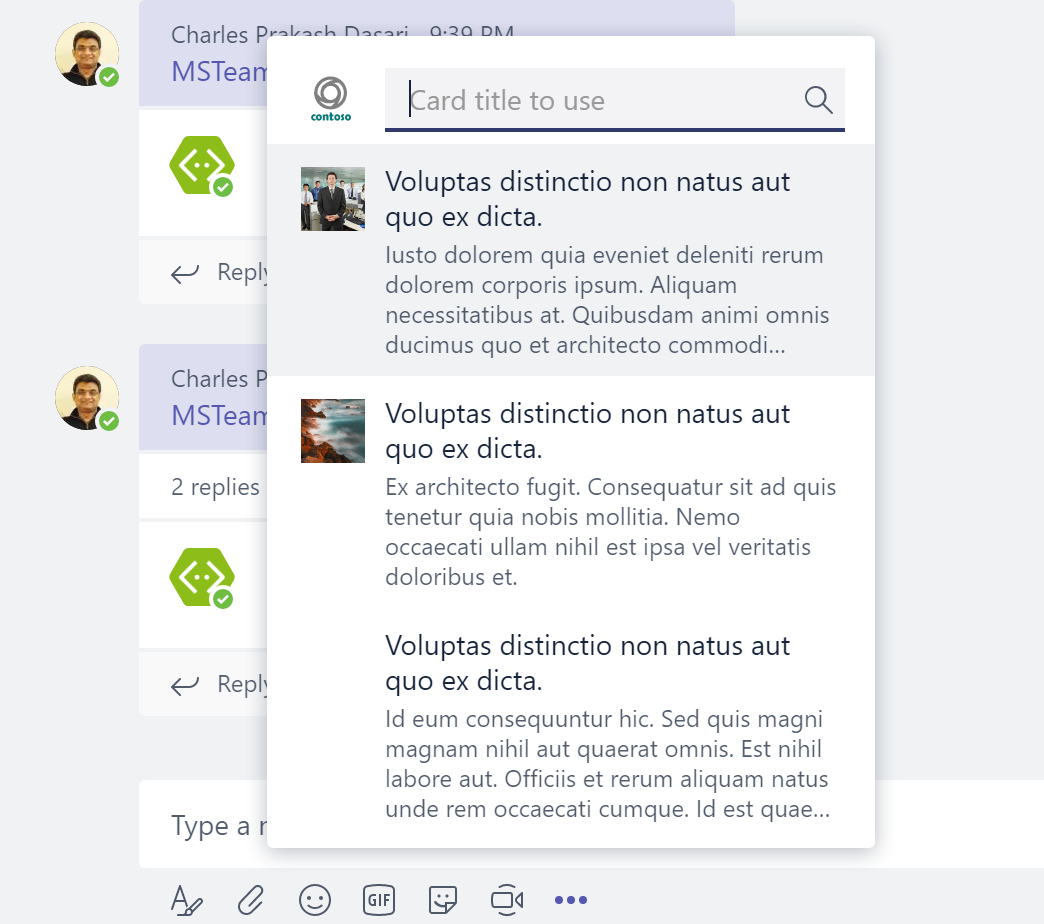 Charles Prakash Dasari 9:39 PM
MSTeam
contoso
Card title to use
Voluptas distinctio non natus aut
quo ex dicta.
Iusto dolorem quia eveniet deleniti rerum
dolorem corporis ipsum. Aliquam
necessitatibus at. Quibusdam animi omnis
ducimus quo et architecto commodi...
Reply
Charles P
MSTeam
2 replies
Voluptas distinctio non natus aut
quo ex dicta.
Ex architecto fugit. Consequatur sit ad quis
tenetur quia nobis mollitia. Nemo
occaecati ullam nihil est ipsa vel veritatis
doloribus et.
Voluptas distinctio non natus aut
quo ex dicta.
Id eum consequuntur hic. Sed quis magni
magnam nihil aut quaerat omnis. Est nihil
labore aut. Officiis et rerum aliquam natus
unde rem occaecati cumque. Id est quae...
Reply
Type a
GIF